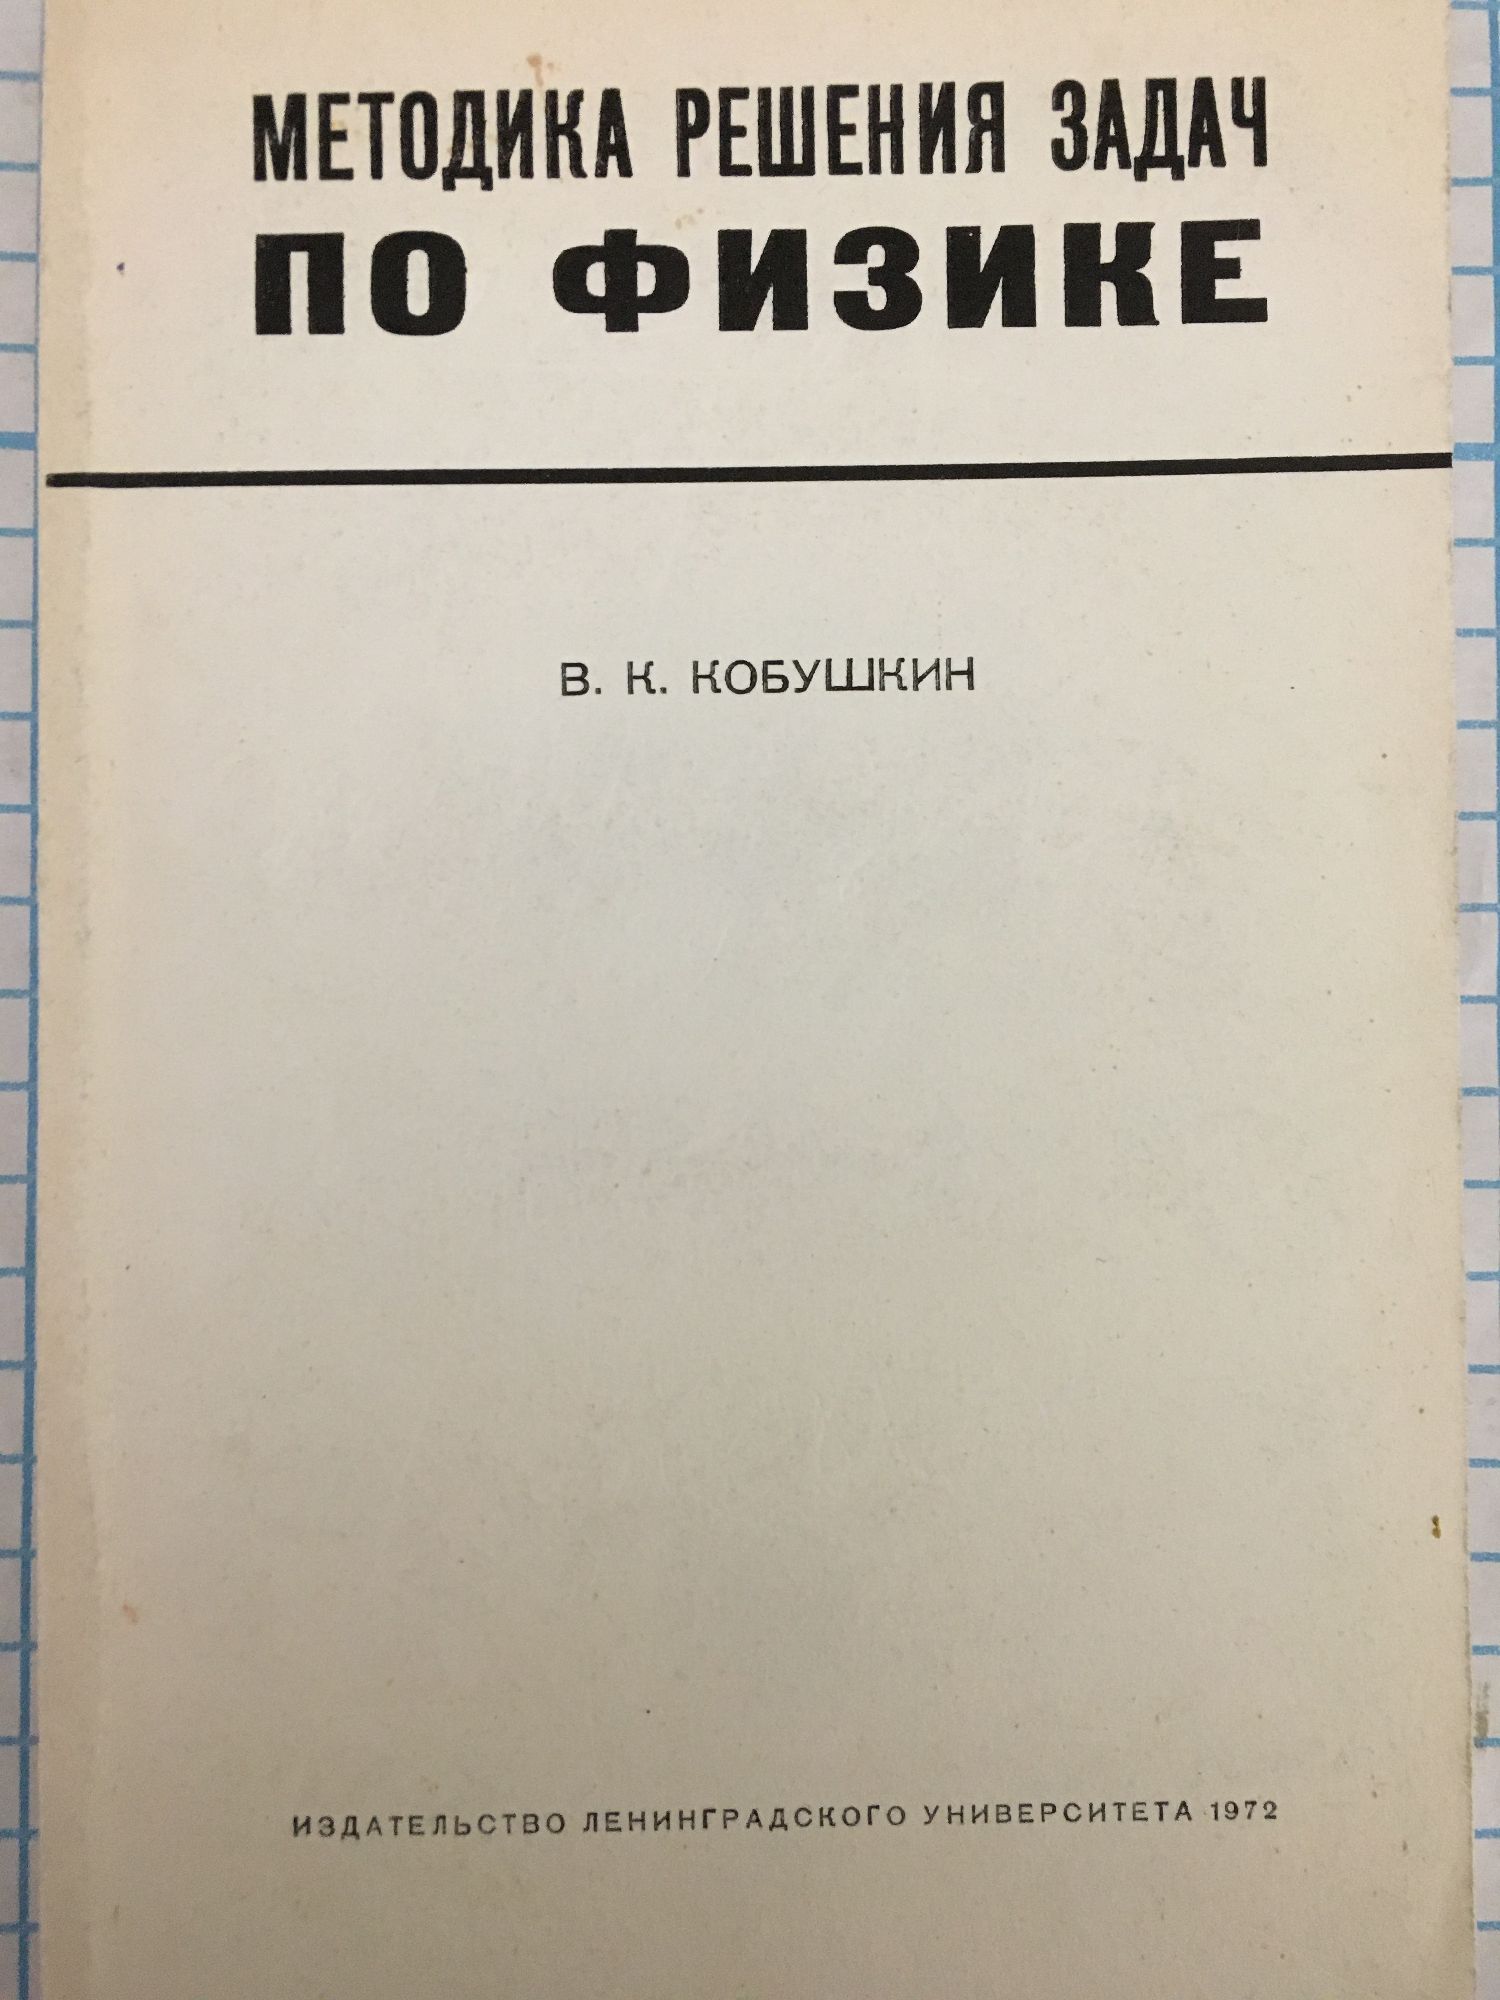 МЕТОДИКА РЕШЕНИЯ ЗАДАЧ
ПО ФИЗИКЕ
В. К. КОБУШКИН
ИЗДАТЕЛЬСТВО ЛЕНИНГРАДСКОГО УНИВЕРСИТЕТА 1972